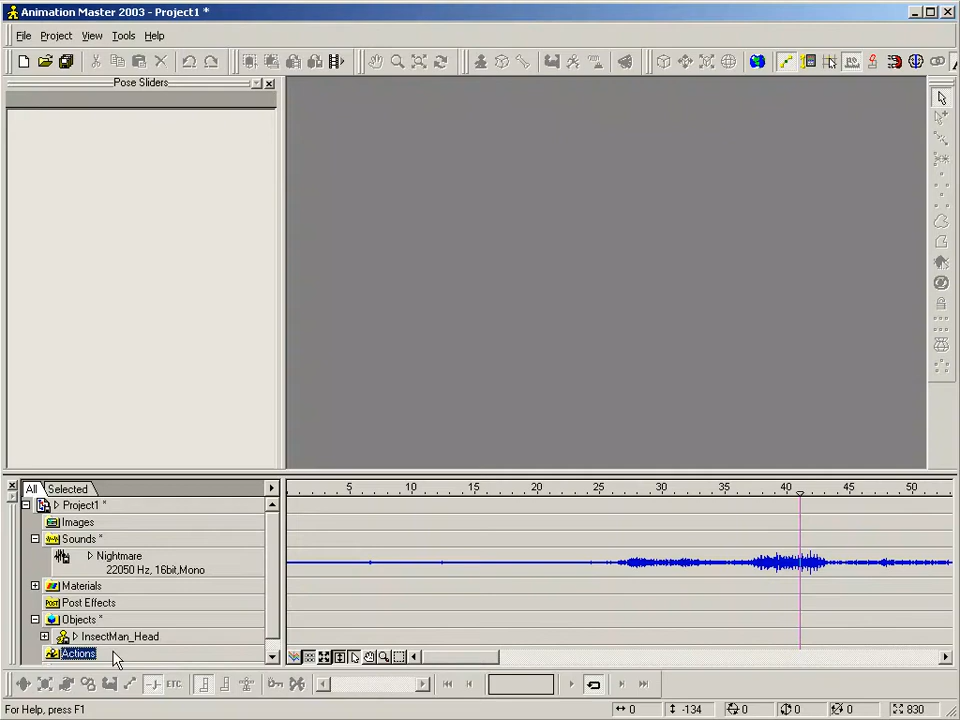 Animation Master 2003 - Project1 *
File Project View Tools Help
Pose Sliders
All Selected
5 10 15 20 25 30 35 40 45 50
Project1 *
Images
Sounds *
Nightmare
22050 Hz, 16bit,Mono
Materials
POST Post Effects
Objects *
InsectMan_Head
Actions
ETC.
For Help, press F1
0 -134 0 0 0 830